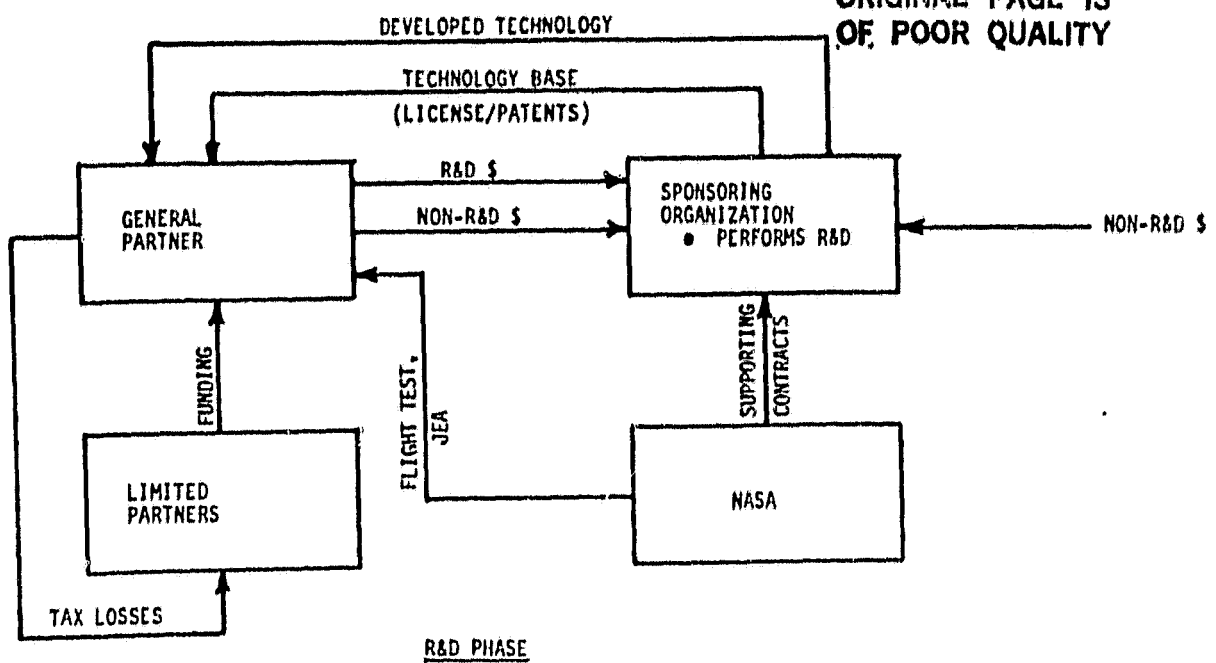 ORIGINAL PAGE IS
OF POOR QUALITY
DEVELOPED TECHNOLOGY
TECHNOLOGY BASE
(LICENSE/PATENTS)
R&D $
NON-R&D $
GENERAL
PARTNER
SPONSORING
ORGANIZATION
• PERFORMS R&D
NON-R&D $
FUNDING
FLIGHT TEST,
JEA
SUPPORTING
CONTRACTS
LIMITED
PARTNERS
NASA
TAX LOSSES
R&D PHASE